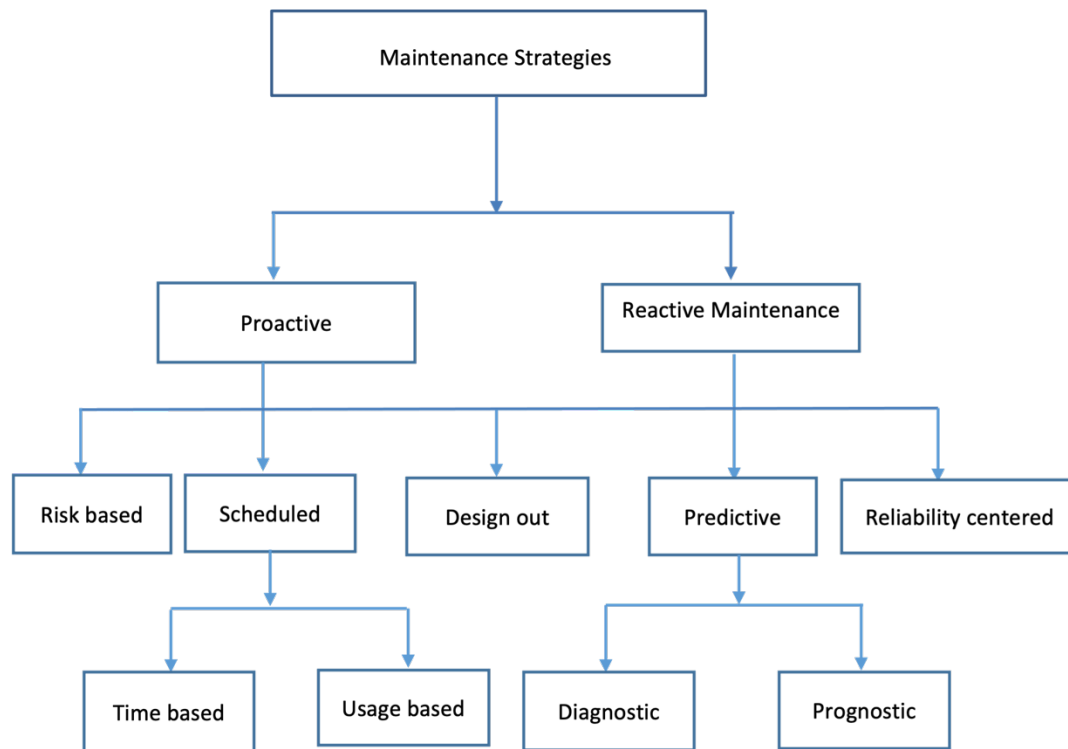 Maintenance Strategies
Proactive
Reactive Maintenance
Risk based
Scheduled
Design out
Predictive
Reliability centered
Time based
Usage based
Diagnostic
Prognostic